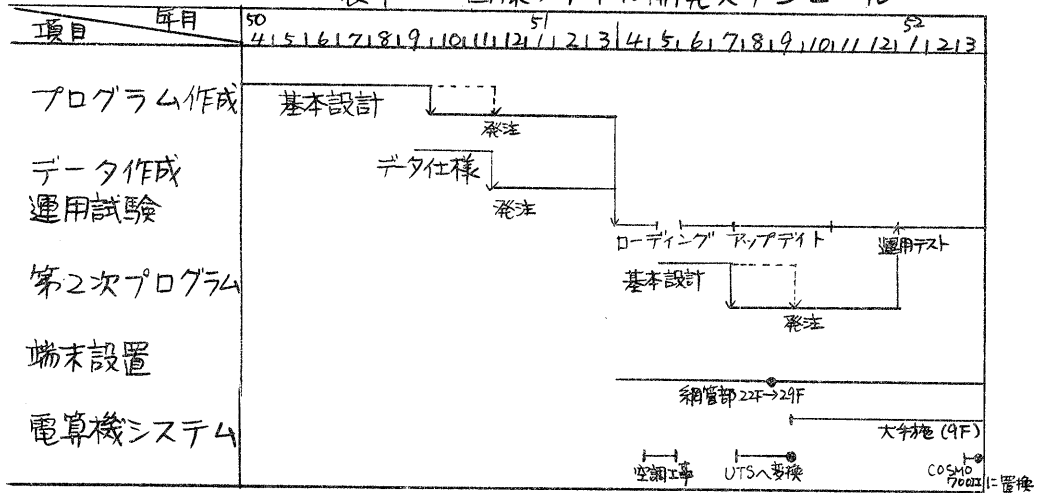 項目 年月
50 51 52
4 5 6 7 8 9 10 11 12 1 2 3 4 5 6 7 8 9 10 11 12 1 2 3
プログラム作成
基本設計
発注
データ作成
データ仕様
運用試験
発注
ローディング アップデイト 運用テスト
第2次プログラム
基本設計
発注
端末設置
網管部22F→29F
電算機システム
大手施(9F)
空調工事 UTSへ変換 COSMO
700Ⅱに置換